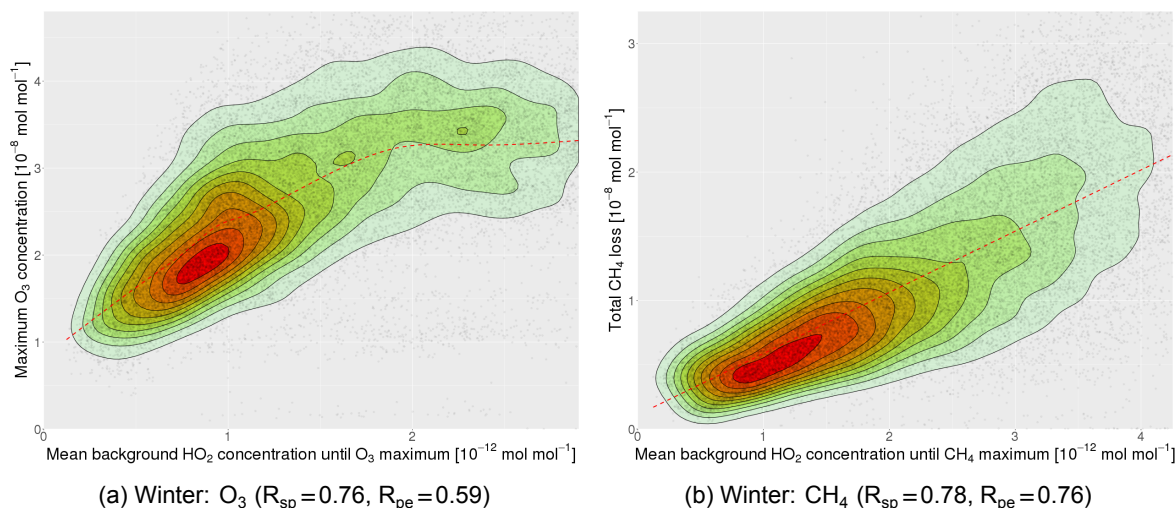 4
3
2
1
0
0
1
2
Maximum O₃ concentration [10⁻⁸ mol mol⁻¹]
Mean background HO₂ concentration until O₃ maximum [10⁻¹² mol mol⁻¹]
(a) Winter: O₃ (Rₛₚ=0.76, Rₚₑ=0.59)
3
2
1
0
0
1
2
3
4
Total CH₄ loss [10⁻⁸ mol mol⁻¹]
Mean background HO₂ concentration until CH₄ maximum [10⁻¹² mol mol⁻¹]
(b) Winter: CH₄ (Rₛₚ=0.78, Rₚₑ=0.76)